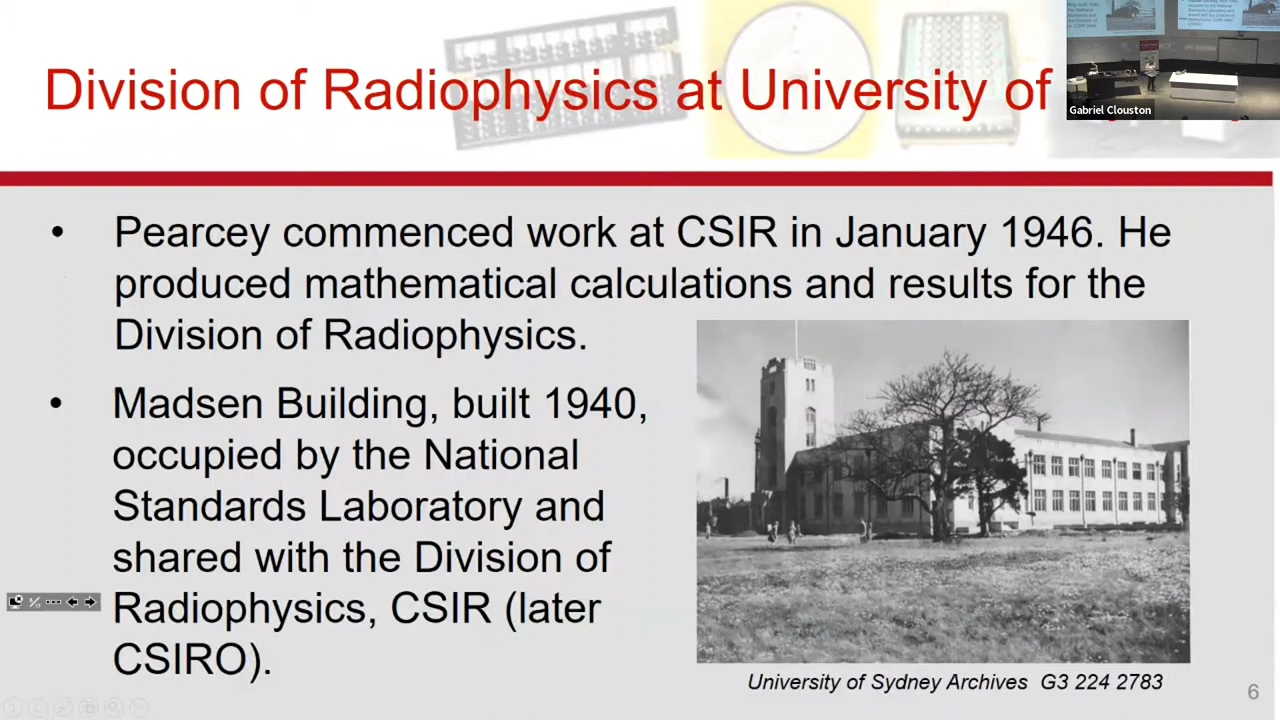 Division of Radiophysics at University of
Gabriel Clouston
• Pearcey commenced work at CSIR in January 1946. He
produced mathematical calculations and results for the
Division of Radiophysics.
• Madsen Building, built 1940,
occupied by the National
Standards Laboratory and
shared with the Division of
Radiophysics, CSIR (later
CSIRO).
University of Sydney Archives G3 224 2783
6